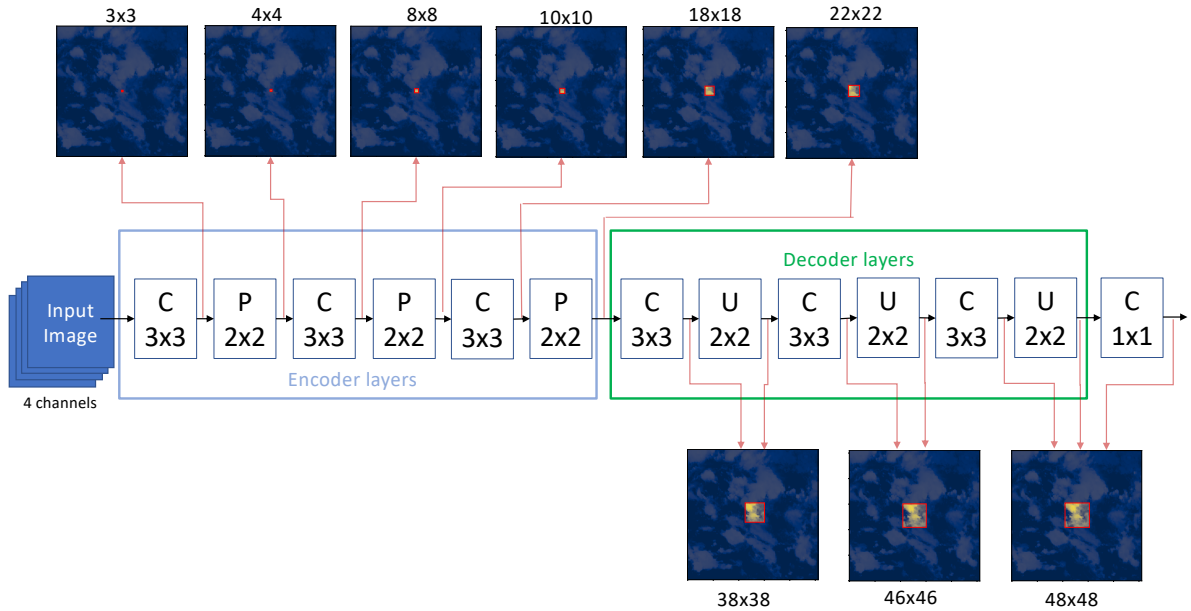 3x3
4x4
8x8
10x10
18x18
22x22
Decoder layers
Input
Image
C
3x3
P
2x2
C
3x3
P
2x2
C
3x3
P
2x2
C
3x3
U
2x2
C
3x3
U
2x2
C
3x3
U
2x2
C
1x1
Encoder layers
4 channels
38x38
46x46
48x48